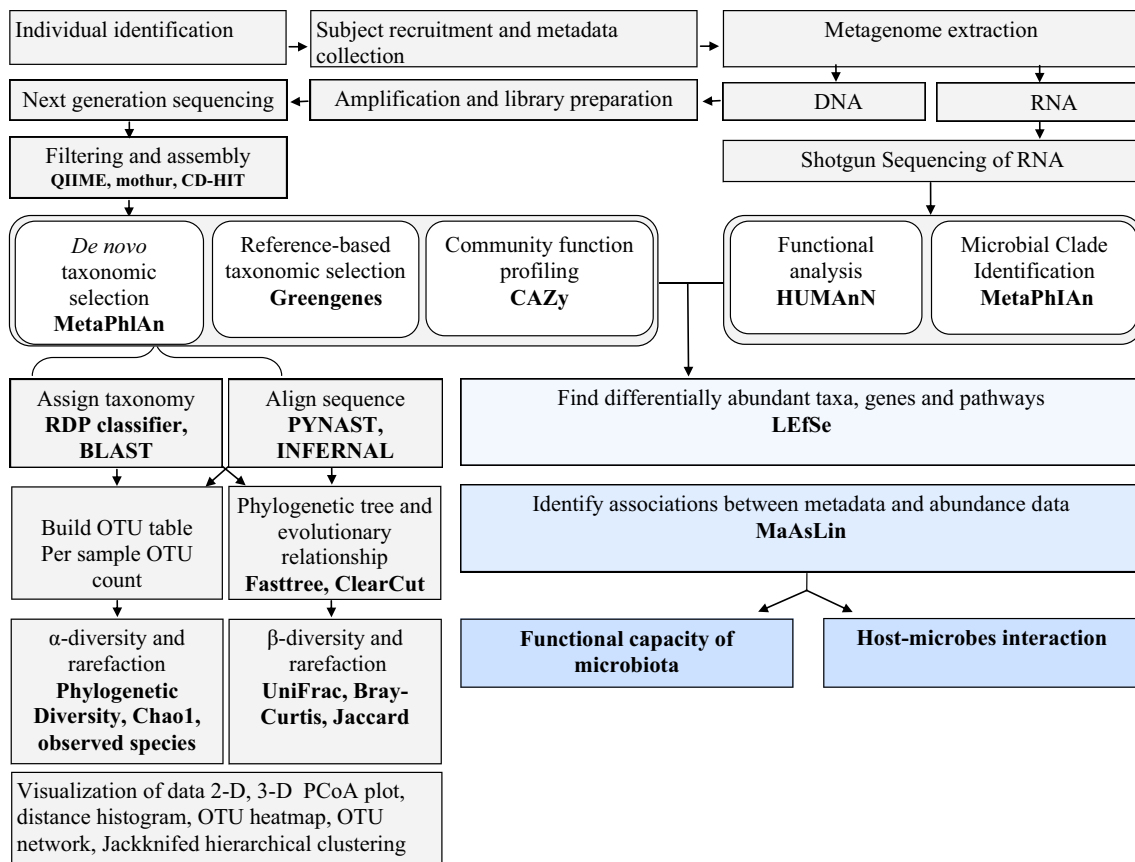 Individual identification
Subject recruitment and metadata
collection
Metagenome extraction
Next generation sequencing
Amplification and library preparation
DNA
RNA
Filtering and assembly
QIIME, mothur, CD-HIT
Shotgun Sequencing of RNA
De novo
taxonomic
selection
MetaPhlAn
Reference-based
taxonomic selection
Greengenes
Community function
profiling
CAZy
Functional
analysis
HUMAnN
Microbial Clade
Identification
MetaPhIAn
Assign taxonomy
RDP classifier,
BLAST
Align sequence
PYNAST,
INFERNAL
Find differentially abundant taxa, genes and pathways
LEfSe
Build OTU table
Per sample OTU
count
Phylogenetic tree and
evolutionary
relationship
Fasttree, ClearCut
Identify associations between metadata and abundance data
MaAsLin
α-diversity and
rarefaction
Phylogenetic
Diversity, Chao1,
observed species
β-diversity and
rarefaction
UniFrac, Bray-
Curtis, Jaccard
Functional capacity of
microbiota
Host-microbes interaction
Visualization of data 2-D, 3-D PCoA plot,
distance histogram, OTU heatmap, OTU
network, Jackknifed hierarchical clustering